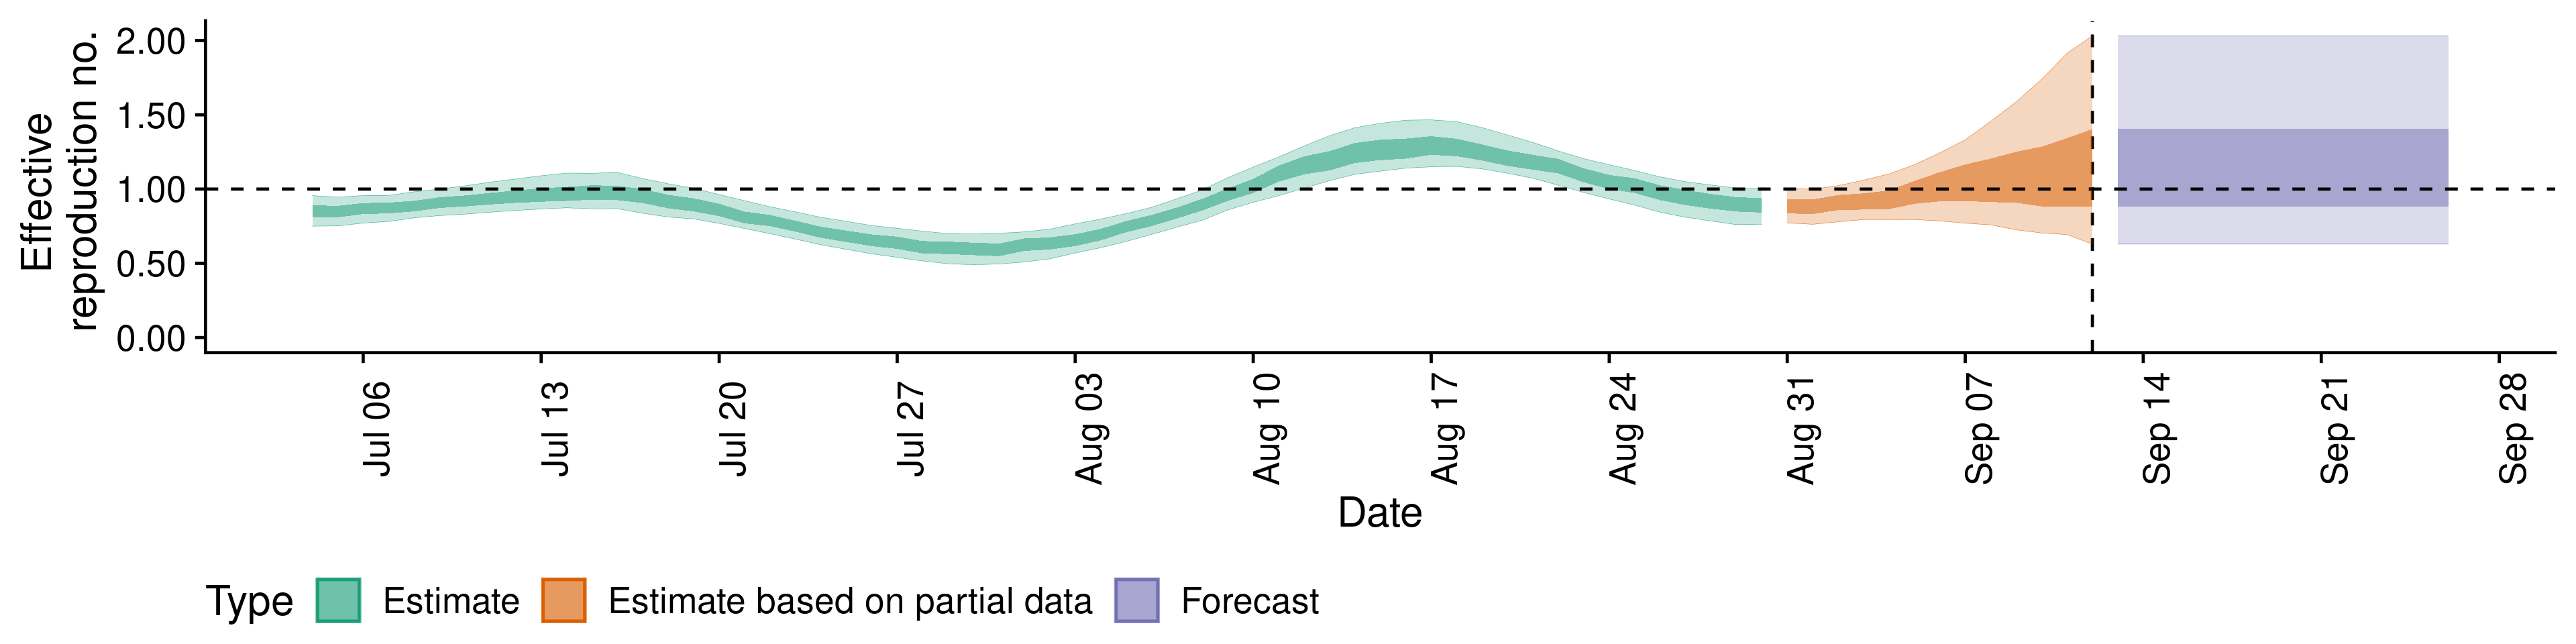 Effective
reproduction no.
2.00
1.50
1.00
0.50
0.00
Jul 06
Jul 13
Jul 20
Jul 27
Aug 03
Aug 10
Aug 17
Aug 24
Aug 31
Sep 07
Sep 14
Sep 21
Sep 28
Date
Type Estimate Estimate based on partial data Forecast